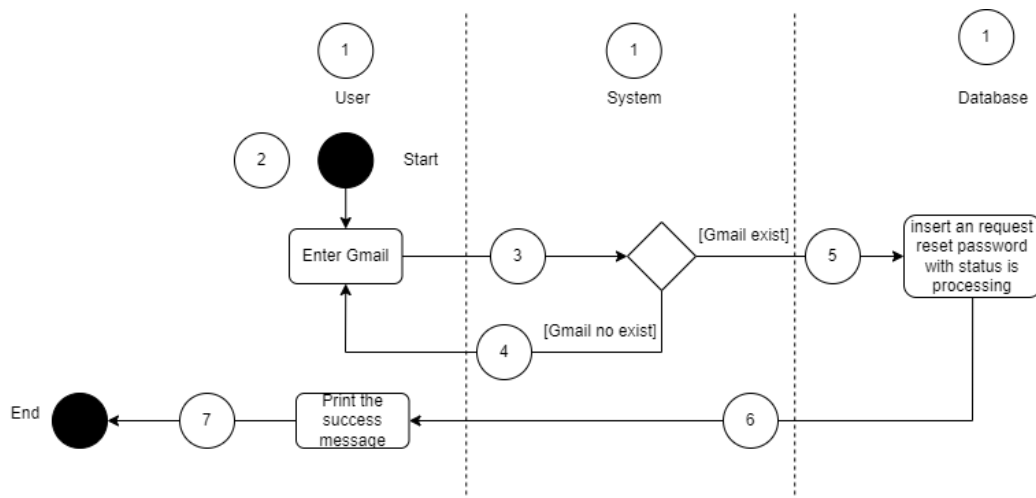 1
1
1
User
System
Database
2
Start
Enter Gmail
3
[Gmail exist]
5
insert an request
reset password
with status is
processing
[Gmail no exist]
4
End
7
Print the
success
message
6